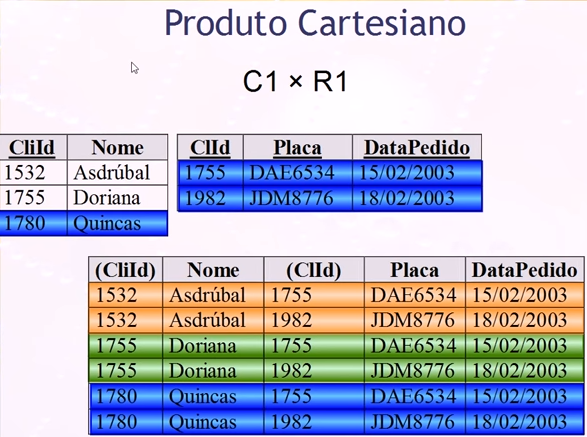 Produto Cartesiano
C1 × R1
CliId Nome
1532 Asdrúbal
1755 Doriana
1780 Quincas
ClId Placa DataPedido
1755 DAE6534 15/02/2003
1982 JDM8776 18/02/2003
(CliId) Nome (ClId) Placa DataPedido
1532 Asdrúbal 1755 DAE6534 15/02/2003
1532 Asdrúbal 1982 JDM8776 18/02/2003
1755 Doriana 1755 DAE6534 15/02/2003
1755 Doriana 1982 JDM8776 18/02/2003
1780 Quincas 1755 DAE6534 15/02/2003
1780 Quincas 1982 JDM8776 18/02/2003